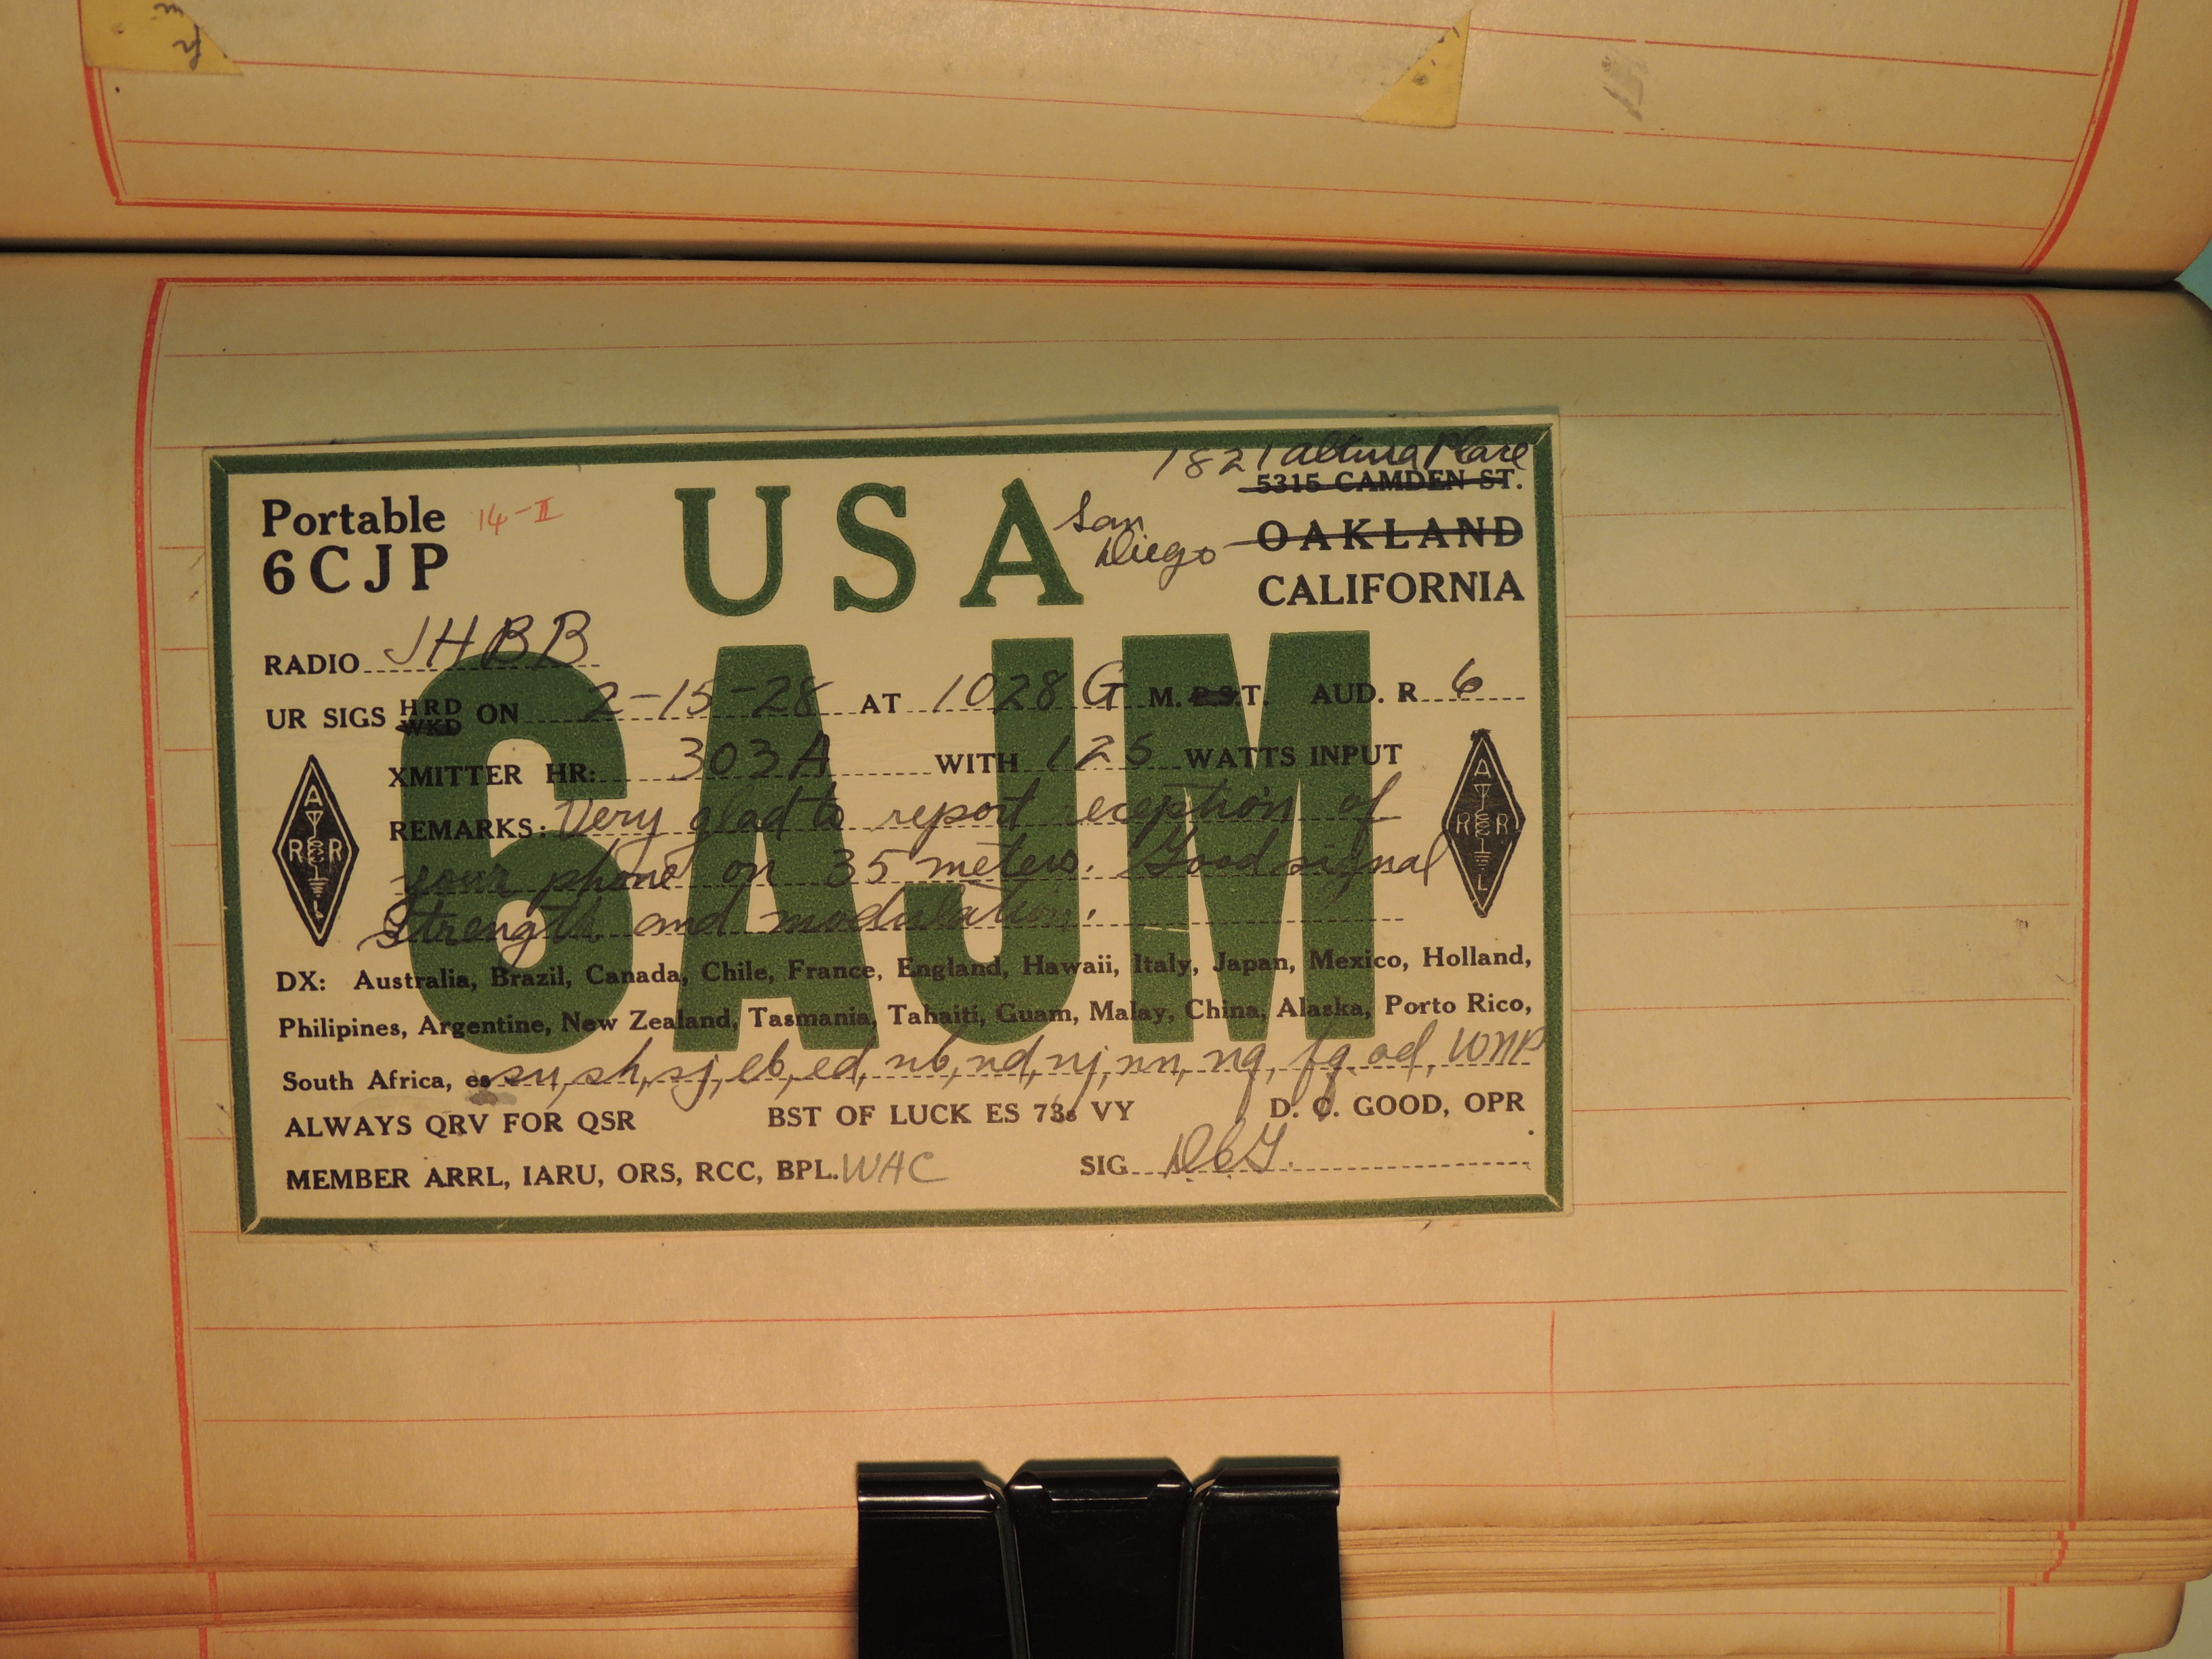 1821 Altura Place
5315 CAMDEN ST.
Portable 14-II
6CJP
USA
San
Diego
OAKLAND
CALIFORNIA
6AJM
RADIO JHBB
UR SIGS HRD WKD ON 2-15-28 AT 1028 G M. P.S.T. AUD. R 6
XMITTER HR: 303A WITH 125 WATTS INPUT
REMARKS: Very glad to report reception of
your phone on 35 meters. Good signal
strength and modulation.
A
R R
L
A
R R
L
DX: Australia, Brazil, Canada, Chile, France, England, Hawaii, Italy, Japan, Mexico, Holland,
Philipines, Argentine, New Zealand, Tasmania, Tahaiti, Guam, Malay, China, Alaska, Porto Rico,
South Africa, es su, sh, sj, eb, ed, nb, nd, nj, nn, nq, fq, od, WNP
ALWAYS QRV FOR QSR BST OF LUCK ES 73s VY D. C. GOOD, OPR
MEMBER ARRL, IARU, ORS, RCC, BPL. WAC SIG DCG.